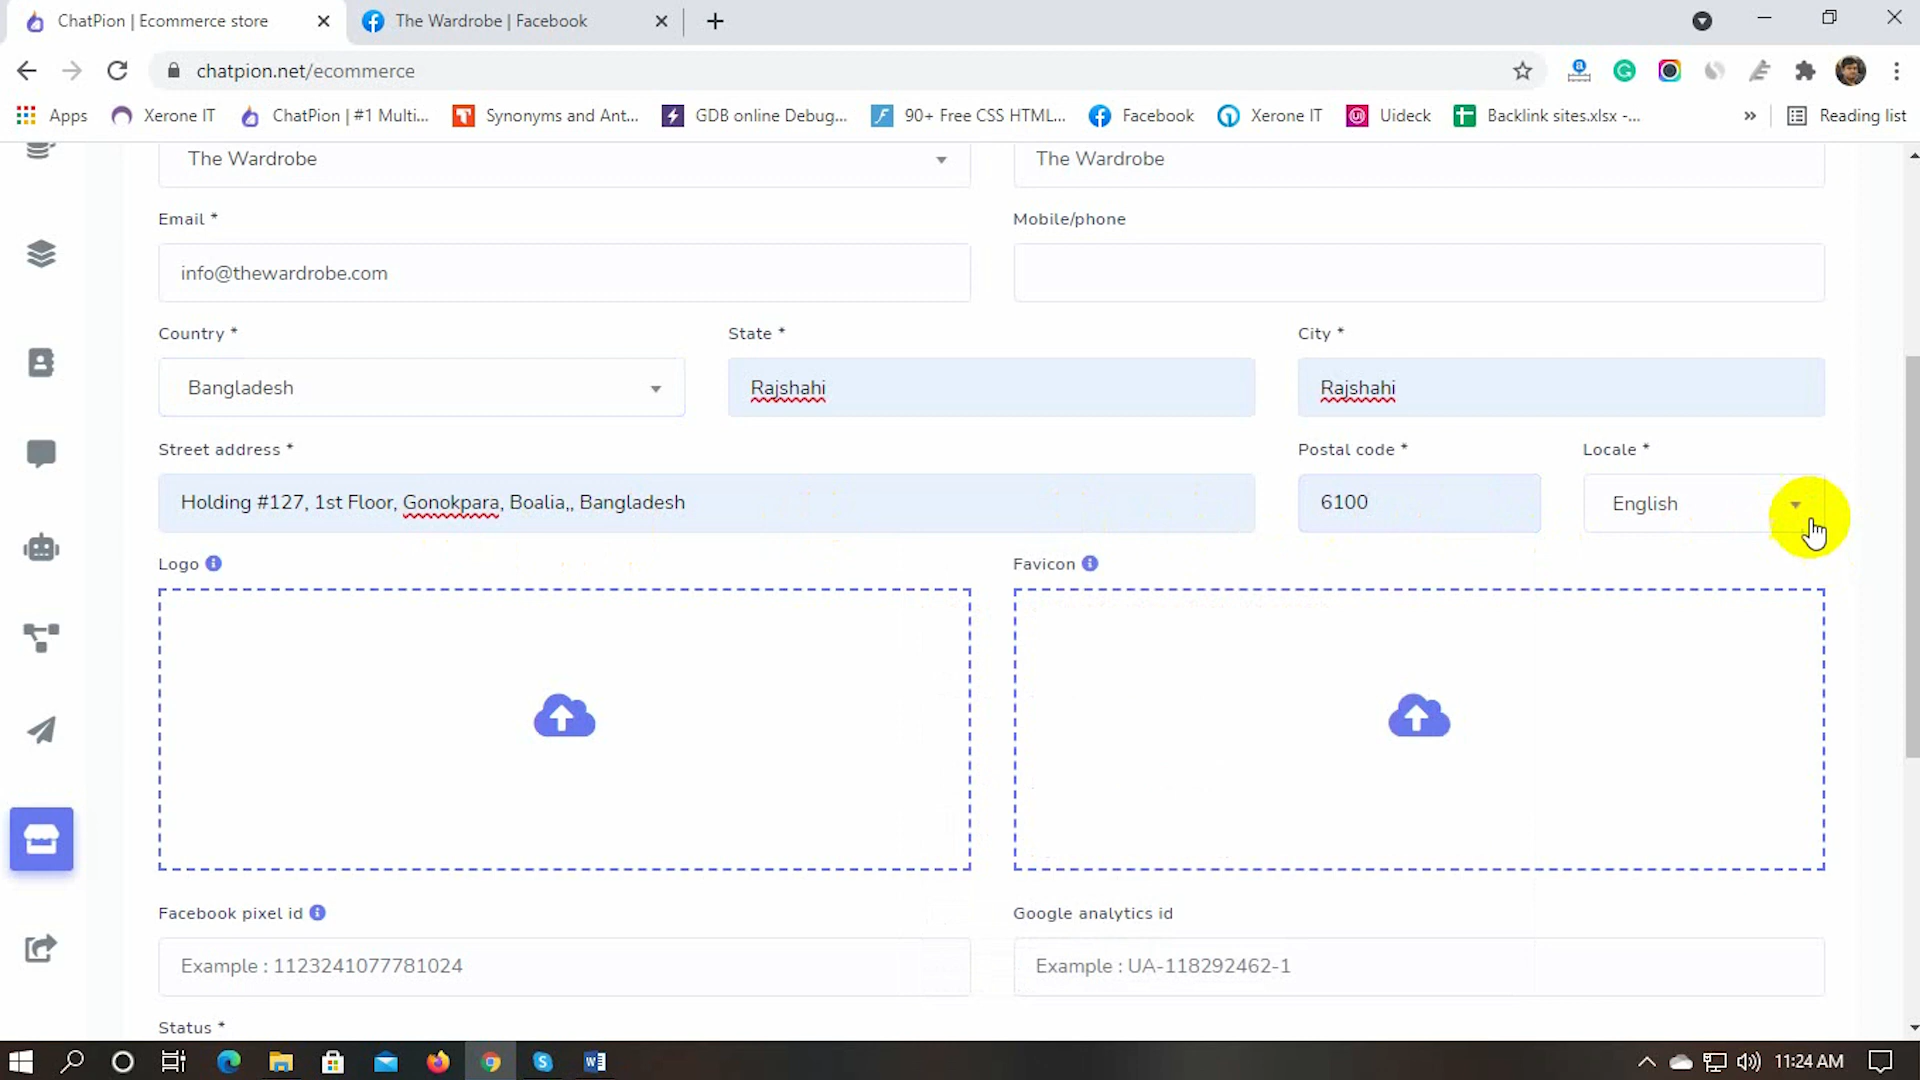 ChatPion | Ecommerce store
The Wardrobe | Facebook
chatpion.net/ecommerce
Apps
Xerone IT
ChatPion | #1 Multi...
Synonyms and Ant...
GDB online Debug...
90+ Free CSS HTML...
Facebook
Xerone IT
Uideck
Backlink sites.xlsx -...
»
Reading list
The Wardrobe
The Wardrobe
Email *
Mobile/phone
info@thewardrobe.com
Country *
State *
City *
Bangladesh
Rajshahi
Rajshahi
Street address *
Postal code *
Locale *
Holding #127, 1st Floor, Gonokpara, Boalia,, Bangladesh
6100
English
Logo
Favicon
Facebook pixel id
Google analytics id
Example : 1123241077781024
Example : UA-118292462-1
Status *
11:24 AM